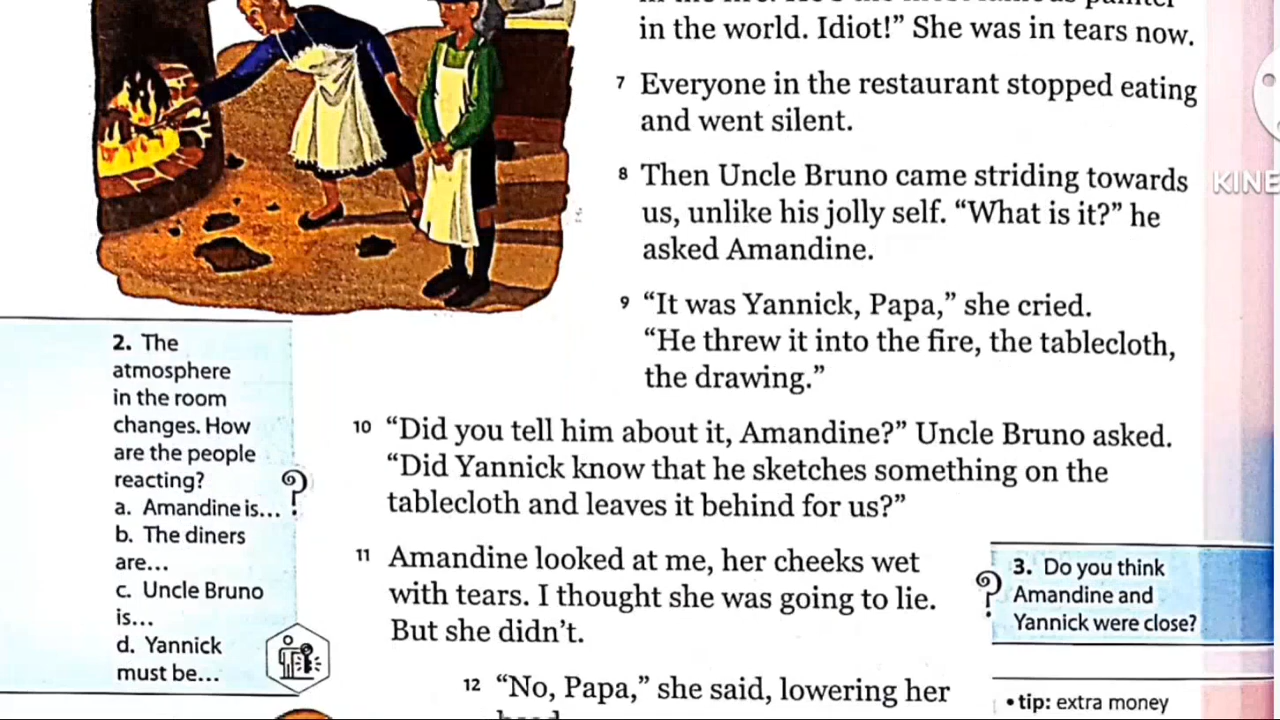 in the world. Idiot!” She was in tears now.
7 Everyone in the restaurant stopped eating
and went silent.
8 Then Uncle Bruno came striding towards
us, unlike his jolly self. “What is it?” he
asked Amandine.
9 “It was Yannick, Papa,” she cried.
“He threw it into the fire, the tablecloth,
the drawing.”
10 “Did you tell him about it, Amandine?” Uncle Bruno asked.
“Did Yannick know that he sketches something on the
tablecloth and leaves it behind for us?”
11 Amandine looked at me, her cheeks wet
with tears. I thought she was going to lie.
But she didn’t.
12 “No, Papa,” she said, lowering her
2. The
atmosphere
in the room
changes. How
are the people
reacting?
a. Amandine is...
b. The diners
are...
c. Uncle Bruno
is...
d. Yannick
must be...
3. Do you think
Amandine and
Yannick were close?
• tip: extra money
KINE